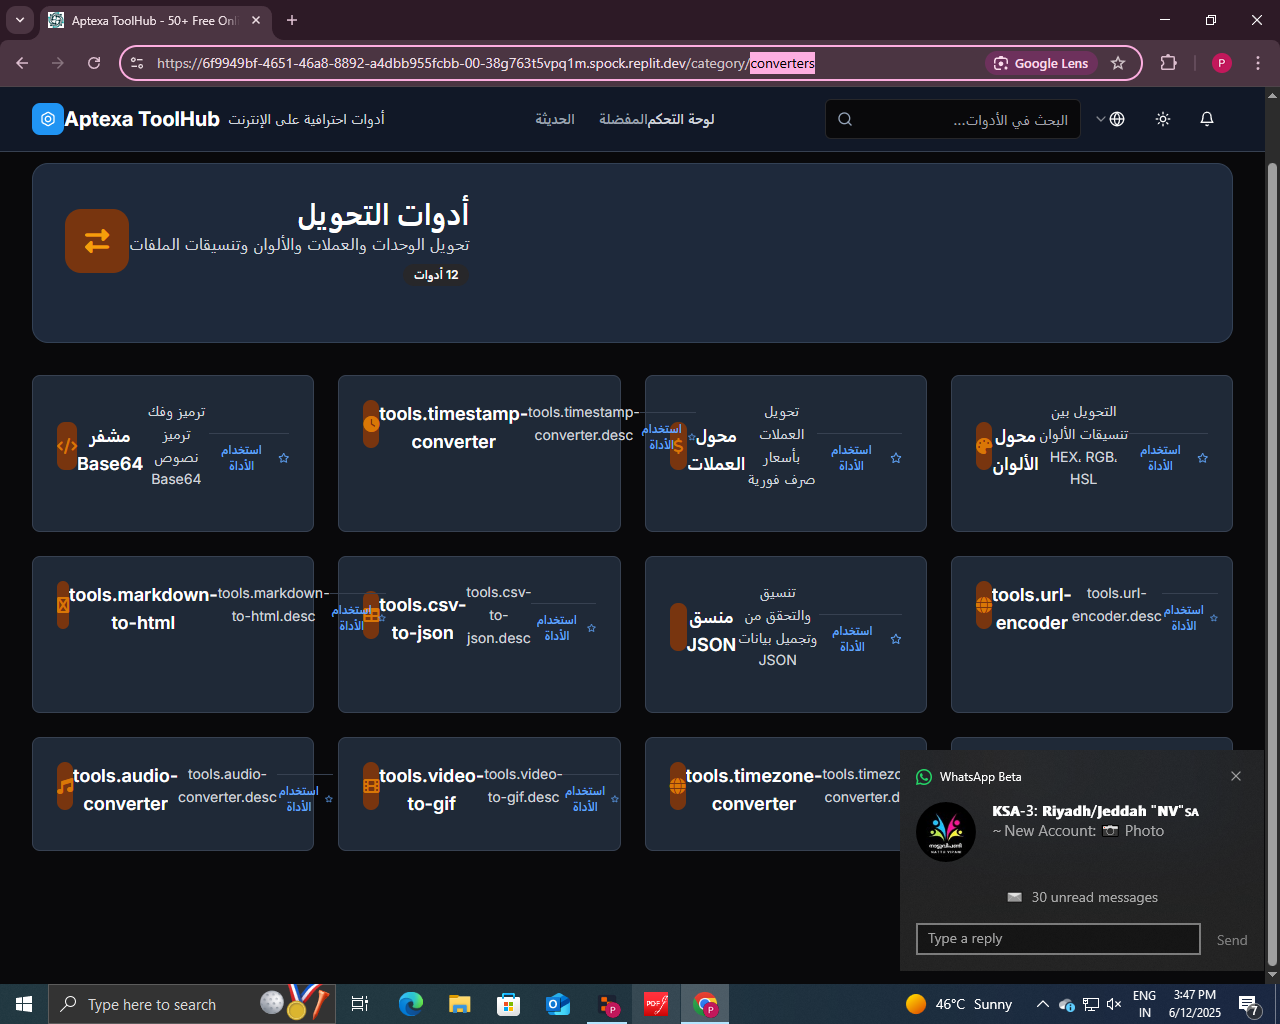 Aptexa ToolHub - 50+ Free Onl
https://6f9949bf-4651-46a8-8892-a4dbb955fcbb-00-38g763t5vpq1m.spock.replit.dev/category/converters
Google Lens
P
Aptexa ToolHub
أدوات احترافية على الإنترنت
لوحة التحكم
المفضلة
الحديثة
البحث في الأدوات...
أدوات التحويل
تحويل الوحدات والعملات والألوان وتنسيقات الملفات
12 أدوات
مشفر
Base64
ترميز وفك
ترميز
نصوص
Base64
استخدام
الأداة
tools.timestamp-
converter
tools.timestamp-
converter.desc
استخدام
الأداة
محول
العملات
تحويل
العملات
بأسعار
صرف فورية
استخدام
الأداة
محول
الألوان
التحويل بين
تنسيقات الألوان
HEX، RGB،
HSL
استخدام
الأداة
tools.markdown-
to-html
tools.markdown-
to-html.desc
استخدام
الأداة
tools.csv-
to-json
tools.csv-
to-
json.desc
استخدام
الأداة
منسق
JSON
تنسيق
والتحقق من
وتجميل بيانات
JSON
استخدام
الأداة
tools.url-
encoder
tools.url-
encoder.desc
استخدام
الأداة
tools.audio-
converter
tools.audio-
converter.desc
استخدام
الأداة
tools.video-
to-gif
tools.video-
to-gif.desc
استخدام
الأداة
tools.timezone-
converter
tools.timezo
converter.d
WhatsApp Beta
KSA-3: Riyadh/Jeddah "NV"SA
~ New Account: 📷 Photo
30 unread messages
Type a reply
Send
Type here to search
PDF
P
P
46°C Sunny
ENG
IN
3:47 PM
6/12/2025
7